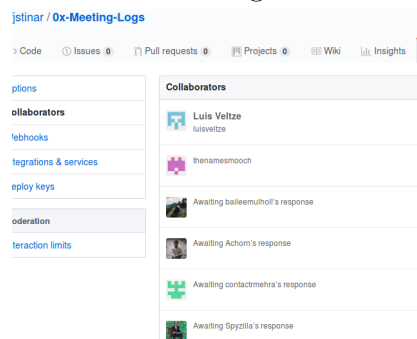 jstinar / 0x-Meeting-Logs
Code Issues 0 Pull requests 0 Projects 0 Wiki Insights
ptions
ollaborators
ebhooks
tegrations & services
eploy keys
oderation
teraction limits
Collaborators
Luis Veltze
luisveltze
thenamesmooch
Awaiting baileemulholl's response
Awaiting Achorn's response
Awaiting contactrmehra's response
Awaiting Spyzilla's response